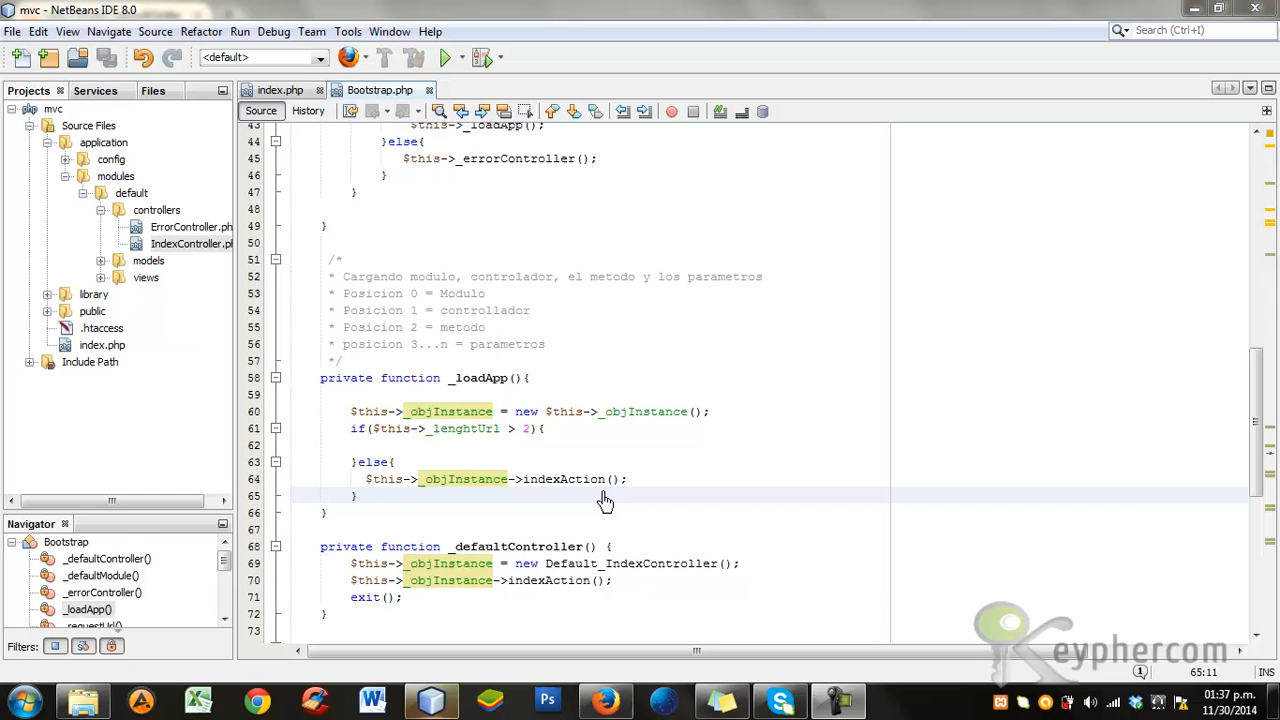 mvc - NetBeans IDE 8.0
File Edit View Navigate Source Refactor Run Debug Team Tools Window Help
Search (Ctrl+I)
<default>
Projects Services Files
index.php Bootstrap.php
Source History
mvc
Source Files
application
config
modules
default
controllers
ErrorController.ph
IndexController.ph
models
views
library
public
.htaccess
index.php
Include Path
Navigator
Bootstrap
_defaultController()
_defaultModule()
_errorController()
_loadApp()
_requestUrl()
Filters:
43 $this->_loadApp();
44 }else{
45 $this->_errorController();
46 }
47 }
48
49 }
50
51 /*
52 * Cargando modulo, controlador, el metodo y los parametros
53 * Posicion 0 = Modulo
54 * Posicion 1 = controllador
55 * Posicion 2 = metodo
56 * posicion 3...n = parametros
57 */
58 private function _loadApp(){
59
60 $this->_objInstance = new $this->_objInstance();
61 if($this->_lenghtUrl > 2){
62
63 }else{
64 $this->_objInstance->indexAction();
65 }
66 }
67
68 private function _defaultController() {
69 $this->_objInstance = new Default_IndexController();
70 $this->_objInstance->indexAction();
71 exit();
72 }
73
Keyphercom
1 65:11 INS
01:37 p.m.
11/30/2014